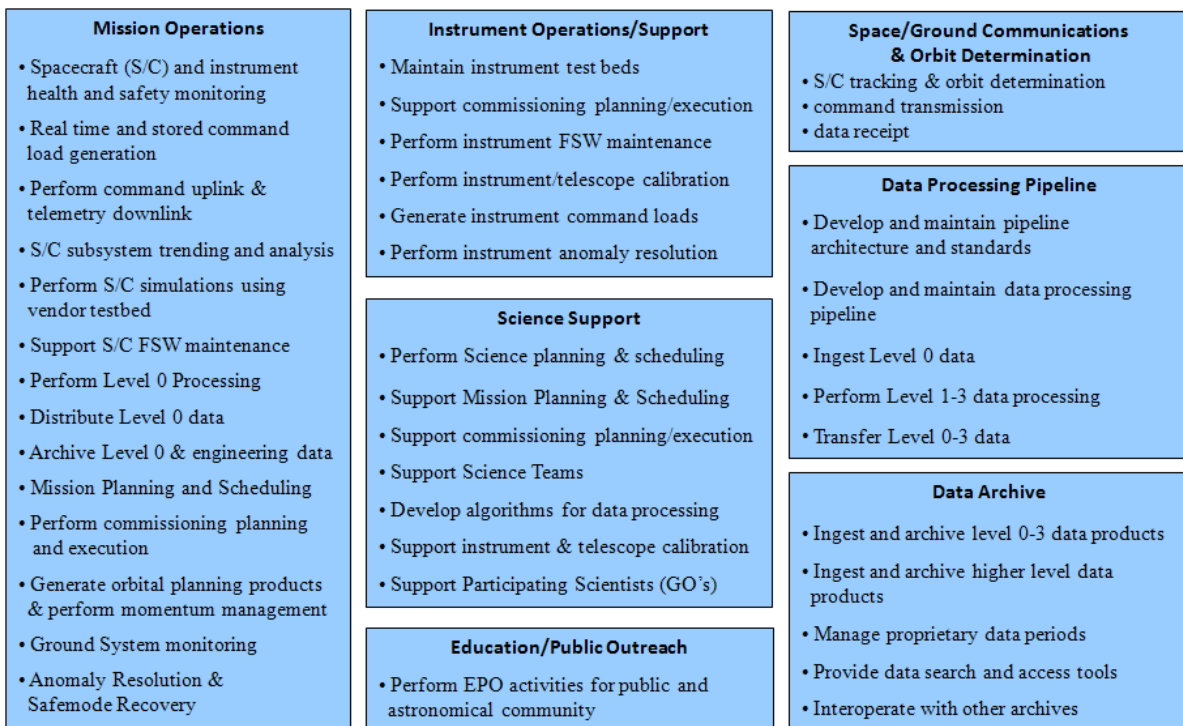 Mission Operations
• Spacecraft (S/C) and instrument
health and safety monitoring
• Real time and stored command
load generation
• Perform command uplink &
telemetry downlink
• S/C subsystem trending and analysis
• Perform S/C simulations using
vendor testbed
• Support S/C FSW maintenance
• Perform Level 0 Processing
• Distribute Level 0 data
• Archive Level 0 & engineering data
• Mission Planning and Scheduling
• Perform commissioning planning
and execution
• Generate orbital planning products
& perform momentum management
• Ground System monitoring
• Anomaly Resolution &
Safemode Recovery
Instrument Operations/Support
• Maintain instrument test beds
• Support commissioning planning/execution
• Perform instrument FSW maintenance
• Perform instrument/telescope calibration
• Generate instrument command loads
• Perform instrument anomaly resolution
Science Support
• Perform Science planning & scheduling
• Support Mission Planning & Scheduling
• Support commissioning planning/execution
• Support Science Teams
• Develop algorithms for data processing
• Support instrument & telescope calibration
• Support Participating Scientists (GO’s)
Education/Public Outreach
• Perform EPO activities for public and
astronomical community
Space/Ground Communications
& Orbit Determination
• S/C tracking & orbit determination
• command transmission
• data receipt
Data Processing Pipeline
• Develop and maintain pipeline
architecture and standards
• Develop and maintain data processing
pipeline
• Ingest Level 0 data
• Perform Level 1-3 data processing
• Transfer Level 0-3 data
Data Archive
• Ingest and archive level 0-3 data products
• Ingest and archive higher level data
products
• Manage proprietary data periods
• Provide data search and access tools
• Interoperate with other archives